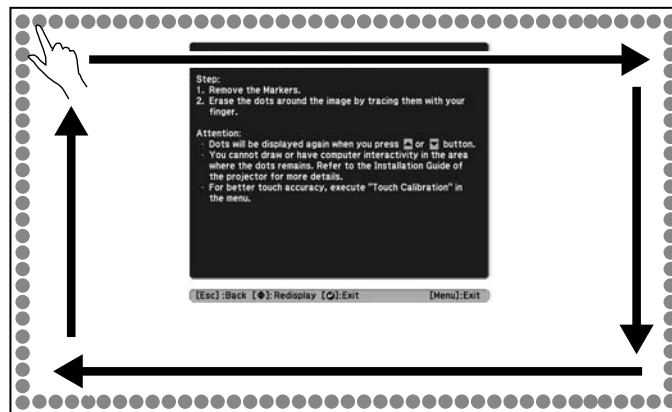 Step:
1. Remove the Markers.
2. Erase the dots around the image by tracing them with your
finger.
Attention:
· Dots will be displayed again when you press or button.
· You cannot draw or have computer interactivity in the area
where the dots remains. Refer to the Installation Guide of
the projector for more details.
· For better touch accuracy, execute "Touch Calibration" in
the menu.
[Esc] :Back [◆]: Redisplay [⏎]:Exit [Menu]:Exit